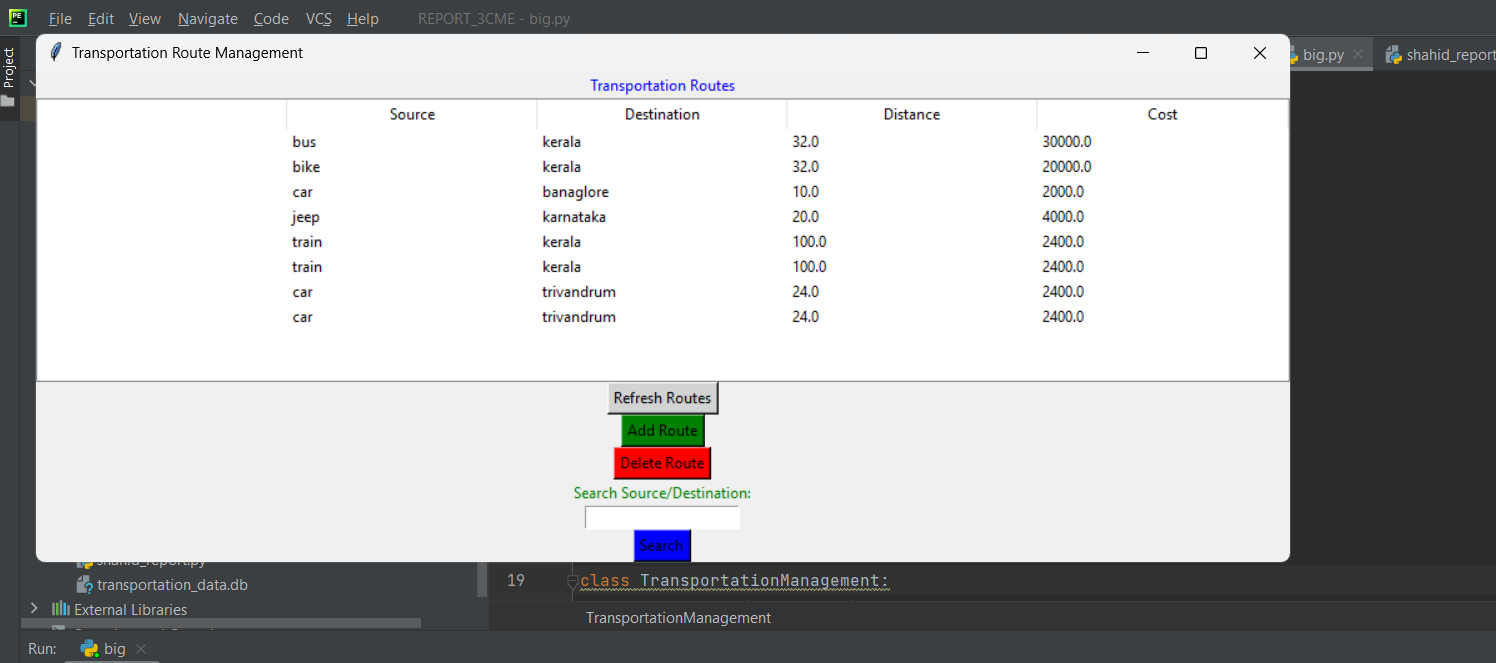 PE File Edit View Navigate Code VCS Help REPORT_3CME - big.py
Project
Transportation Route Management
big.py shahid_report
Transportation Routes
Source Destination Distance Cost
bus kerala 32.0 30000.0
bike kerala 32.0 20000.0
car banaglore 10.0 2000.0
jeep karnataka 20.0 4000.0
train kerala 100.0 2400.0
train kerala 100.0 2400.0
car trivandrum 24.0 2400.0
car trivandrum 24.0 2400.0
Refresh Routes
Add Route
Delete Route
Search Source/Destination:
Search
shahid_report.py
transportation_data.db
19 class TransportationManagement:
External Libraries
TransportationManagement
Run: big